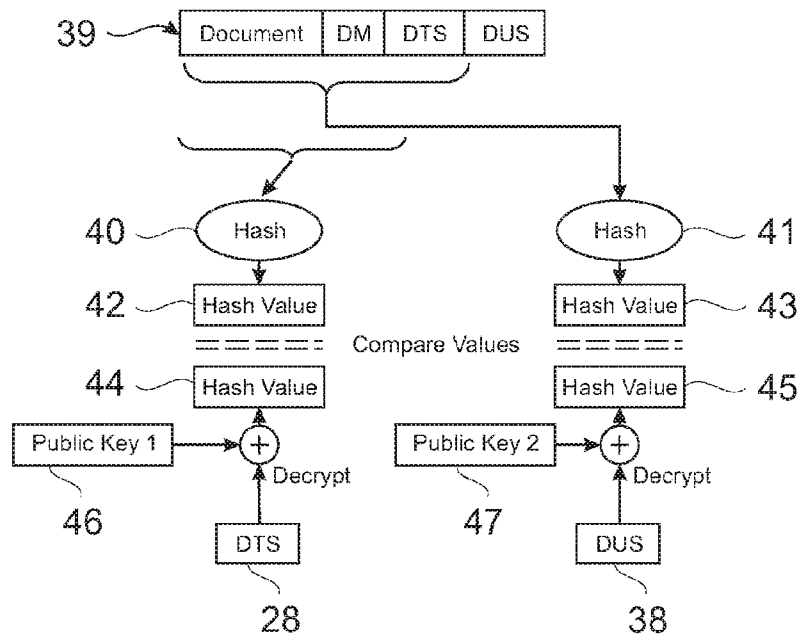 39 Document DM DTS DUS
40 Hash Hash 41
42 Hash Value Hash Value 43
Compare Values
44 Hash Value Hash Value 45
Public Key 1 + Public Key 2 +
Decrypt Decrypt
46 47
DTS DUS
28 38